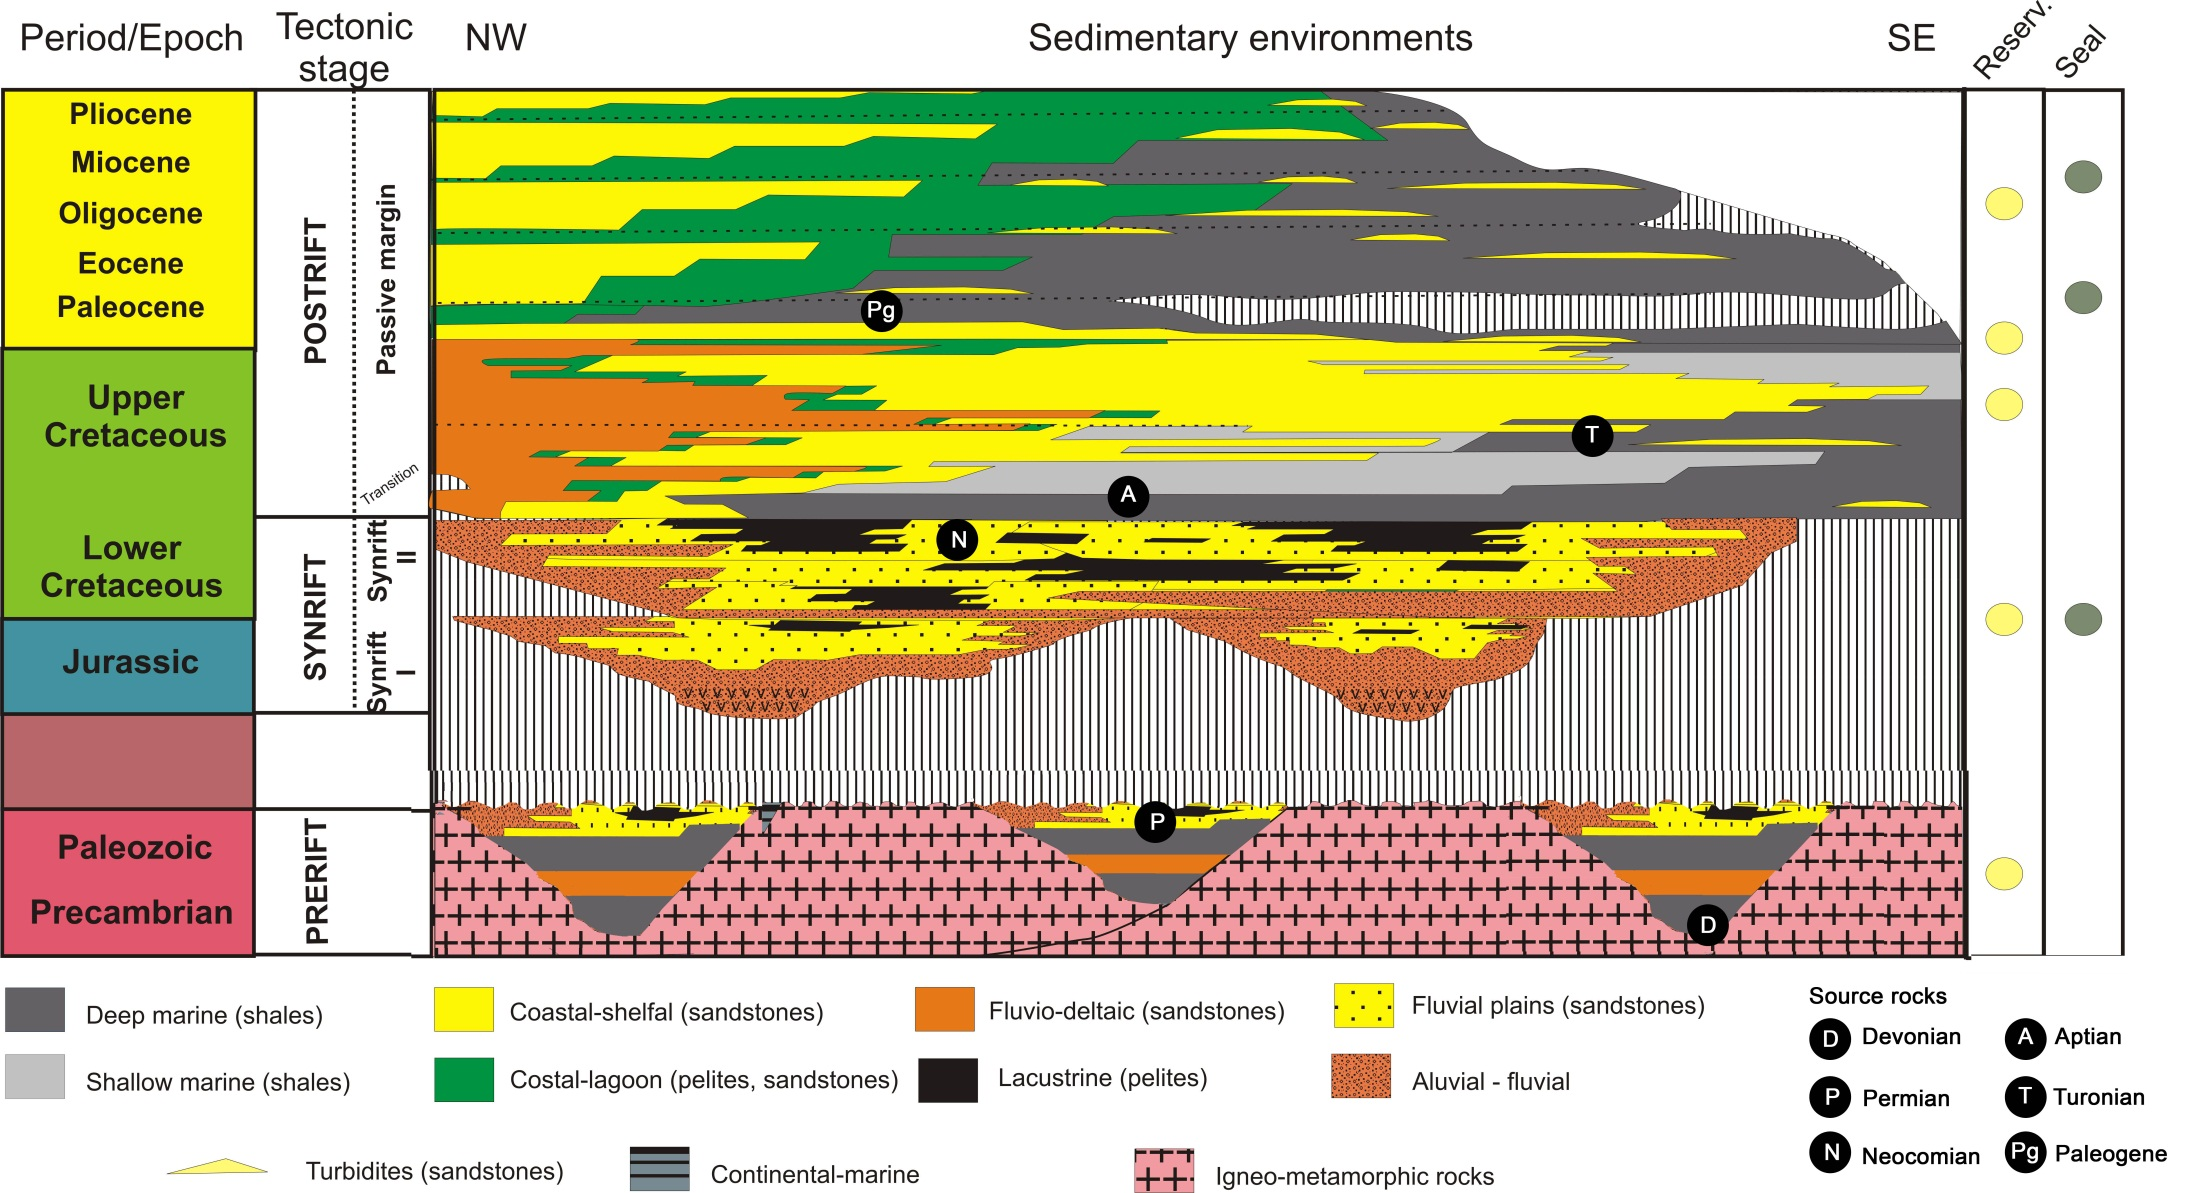 Period/Epoch
Tectonic
stage
NW
Sedimentary environments
SE
Reserv.
Seal
Pliocene
Miocene
Oligocene
Eocene
Paleocene
Upper
Cretaceous
Lower
Cretaceous
Jurassic
Paleozoic
Precambrian
POSTRIFT
Passive margin
Transition
SYNRIFT
Synrift II
Synrift I
PRERIFT
Pg
T
A
N
P
D
V V V V V V V V V
V V V V V V V V
V V V V V V V V
V V V V V V
Deep marine (shales)
Coastal-shelfal (sandstones)
Fluvio-deltaic (sandstones)
Fluvial plains (sandstones)
Shallow marine (shales)
Costal-lagoon (pelites, sandstones)
Lacustrine (pelites)
Aluvial - fluvial
Turbidites (sandstones)
Continental-marine
Igneo-metamorphic rocks
Source rocks
D Devonian
A Aptian
P Permian
T Turonian
N Neocomian
Pg Paleogene